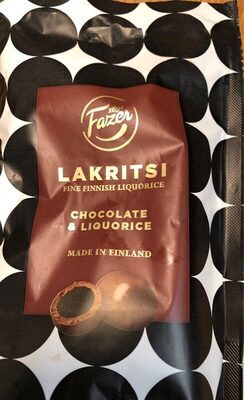 Fazer
LAKRITSI
FINE FINNISH LIQUORICE
CHOCOLATE
& LIQUORICE
MADE IN FINLAND